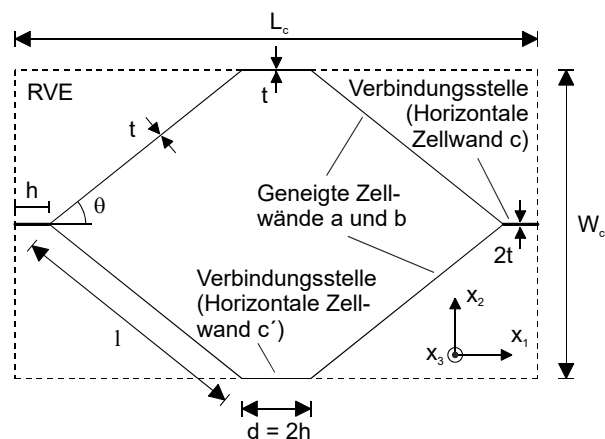 L_c
RVE
t
t
Verbindungsstelle
(Horizontale
Zellwand c)
h
θ
Geneigte Zell-
wände a und b
W_c
2t
Verbindungsstelle
(Horizontale Zell-
wand c´)
l
x_2
x_1
x_3
d = 2h